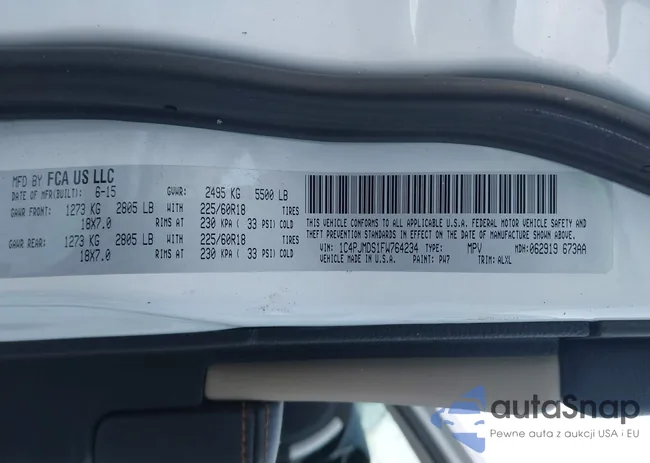 MFD BY FCA US LLC
DATE OF MFR(BUILT): 6-15 GVWR: 2495 KG 5500 LB
GAWR FRONT: 1273 KG 2805 LB WITH 225/60R18 TIRES
18X7.0 RIMS AT 230 KPA ( 33 PSI) COLD
GAWR REAR: 1273 KG 2805 LB WITH 225/60R18 TIRES
18X7.0 RIMS AT 230 KPA ( 33 PSI) COLD
THIS VEHICLE CONFORMS TO ALL APPLICABLE U.S.A. FEDERAL MOTOR VEHICLE SAFETY AND
THEFT PREVENTION STANDARDS IN EFFECT ON THE DATE OF MANUFACTURE SHOWN ABOVE.
VIN: 1C4PJMDS1FW764234 TYPE: MPV MDH:062919 673AA
VEHICLE MADE IN U.S.A. PAINT: PW7 TRIM: ALXL
autoSnap
Pewne auta z aukcji USA i EU